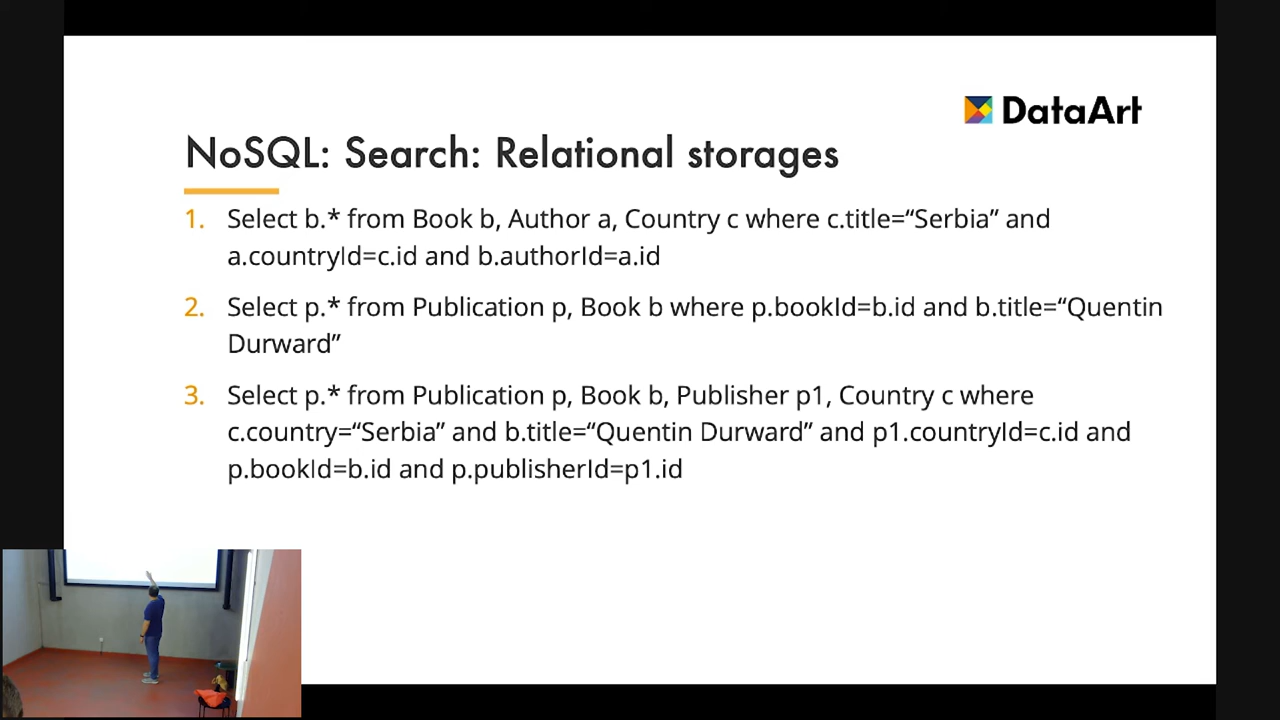 DataArt
NoSQL: Search: Relational storages
1. Select b.* from Book b, Author a, Country c where c.title=“Serbia” and
a.countryId=c.id and b.authorId=a.id
2. Select p.* from Publication p, Book b where p.bookId=b.id and b.title=“Quentin
Durward”
3. Select p.* from Publication p, Book b, Publisher p1, Country c where
c.country=“Serbia” and b.title=“Quentin Durward” and p1.countryId=c.id and
p.bookId=b.id and p.publisherId=p1.id